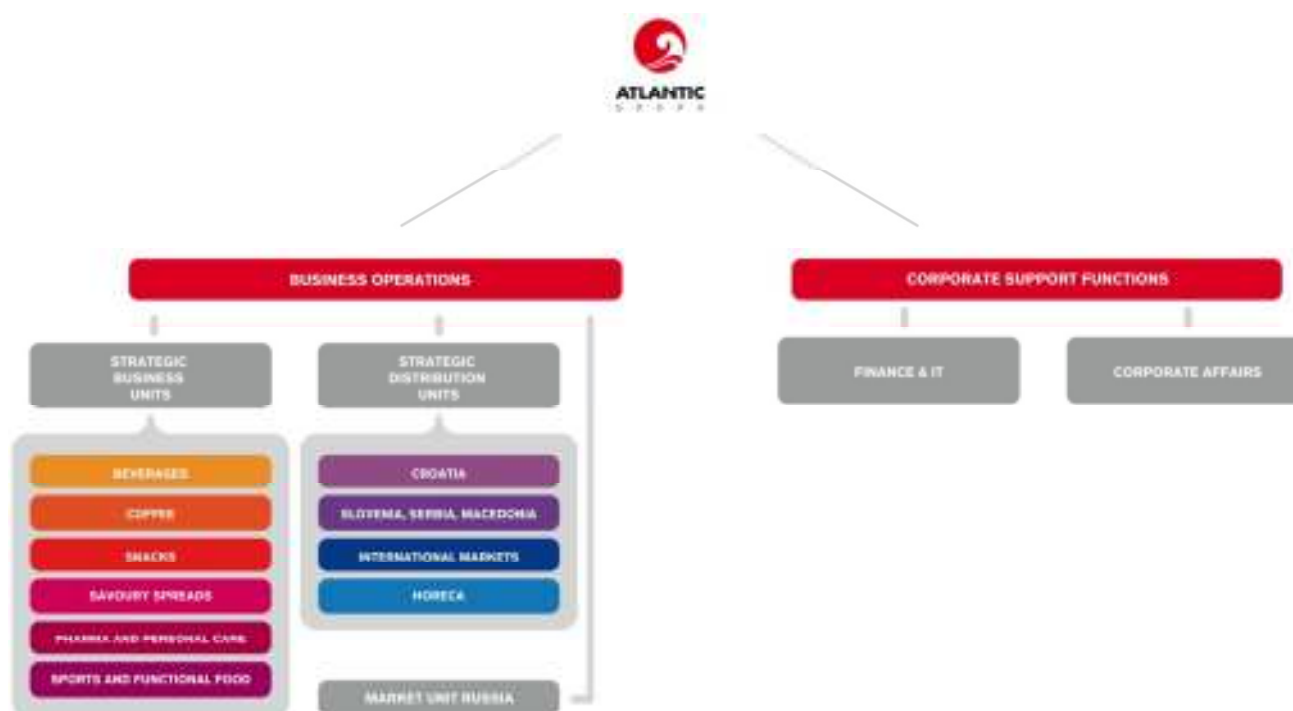 ATLANTIC
GRUPA
BUSINESS OPERATIONS
CORPORATE SUPPORT FUNCTIONS
STRATEGIC
BUSINESS
UNITS
STRATEGIC
DISTRIBUTION
UNITS
FINANCE & IT
CORPORATE AFFAIRS
BEVERAGES
COFFEE
SNACKS
SAVOURY SPREADS
PHARMA AND PERSONAL CARE
SPORTS AND FUNCTIONAL FOOD
CROATIA
SLOVENIA, SERBIA, MACEDONIA
INTERNATIONAL MARKETS
HORECA
MARKET UNIT RUSSIA